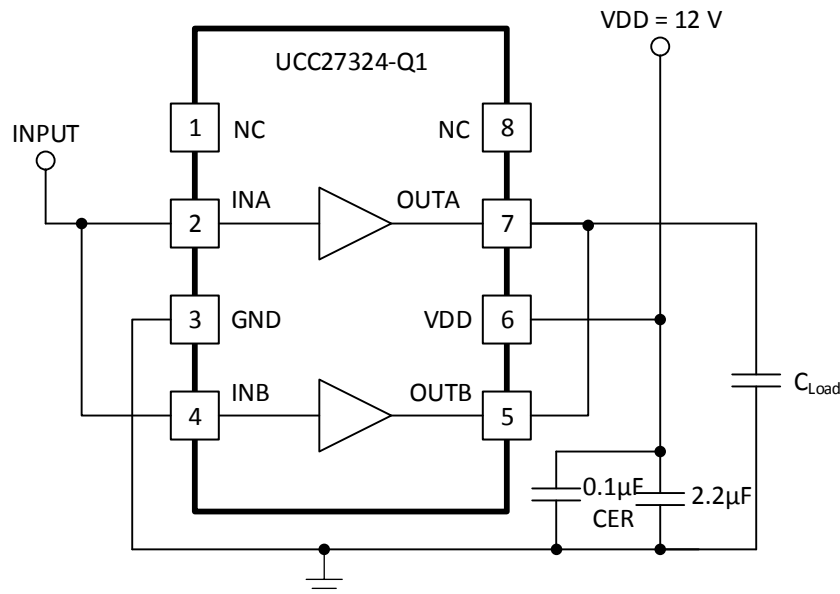 VDD = 12 V
UCC27324-Q1
INPUT
1 NC NC 8
2 INA OUTA 7
3 GND VDD 6
4 INB OUTB 5
CLoad
0.1µF
CER
2.2µF